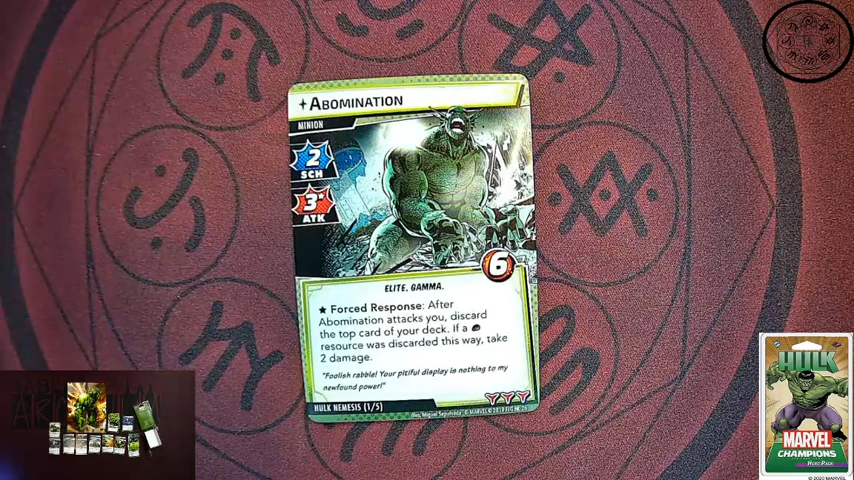 ABOMINATION
MINION
2
SCH
3
ATK
6
ELITE, GAMMA.
Forced Response: After
Abomination attacks you, discard
the top card of your deck. If a
resource was discarded this way, take
2 damage.
"Foolish rabble! Your pitiful display is nothing to my
newfound power!"
HULK NEMESIS (1/5)
HULK
MARVEL
CHAMPIONS
Hero Pack
© 2020 MARVEL